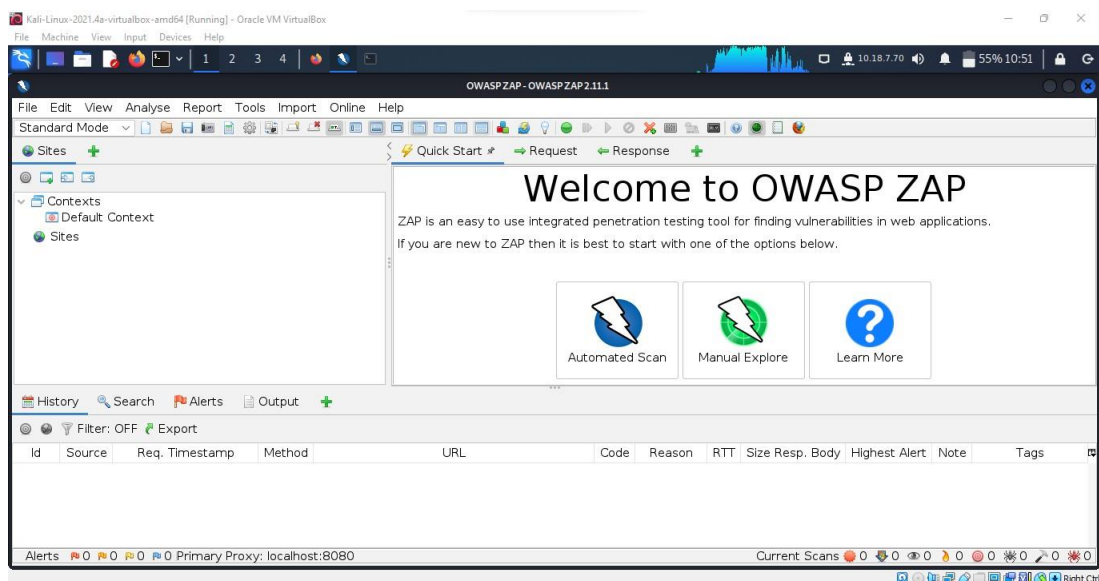 Kali-Linux-2021.4a-virtualbox-amd64 [Running] - Oracle VM VirtualBox
File Machine View Input Devices Help
1 2 3 4 10.18.7.70 55% 10:51
OWASP ZAP - OWASP ZAP 2.11.1
File Edit View Analyse Report Tools Import Online Help
Standard Mode
Sites
Quick Start Request Response
Contexts
Default Context
Sites
Welcome to OWASP ZAP
ZAP is an easy to use integrated penetration testing tool for finding vulnerabilities in web applications.
If you are new to ZAP then it is best to start with one of the options below.
Automated Scan Manual Explore Learn More
History Search Alerts Output
Filter: OFF Export
Id Source Req. Timestamp Method URL Code Reason RTT Size Resp. Body Highest Alert Note Tags
Alerts 0 0 0 0 Primary Proxy: localhost:8080 Current Scans 0 0 0 0 0 0 0 0
Right Ctrl